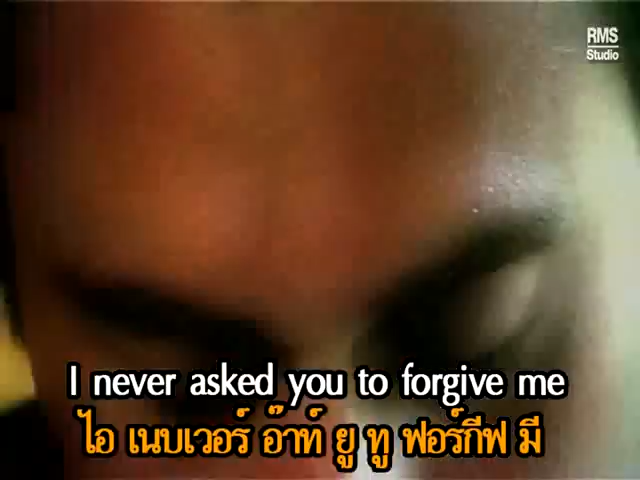 RMS
Studio
I never asked you to forgive me
ไอ เนบเวอร์ อ๊าท์ ยู ทู ฟอร์กีฟ มี